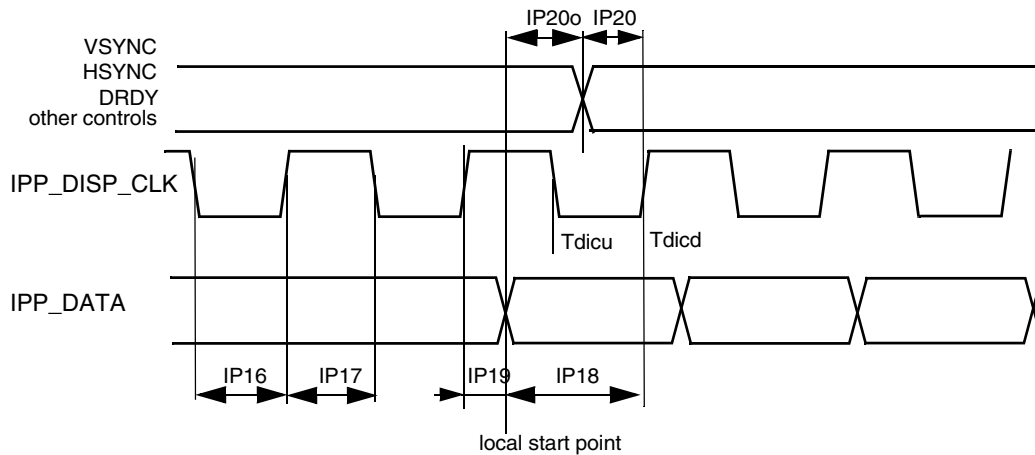 IP20o IP20
VSYNC
HSYNC
DRDY
other controls
IPP_DISP_CLK
Tdicu Tdicd
IPP_DATA
IP16 IP17 IP19 IP18
local start point